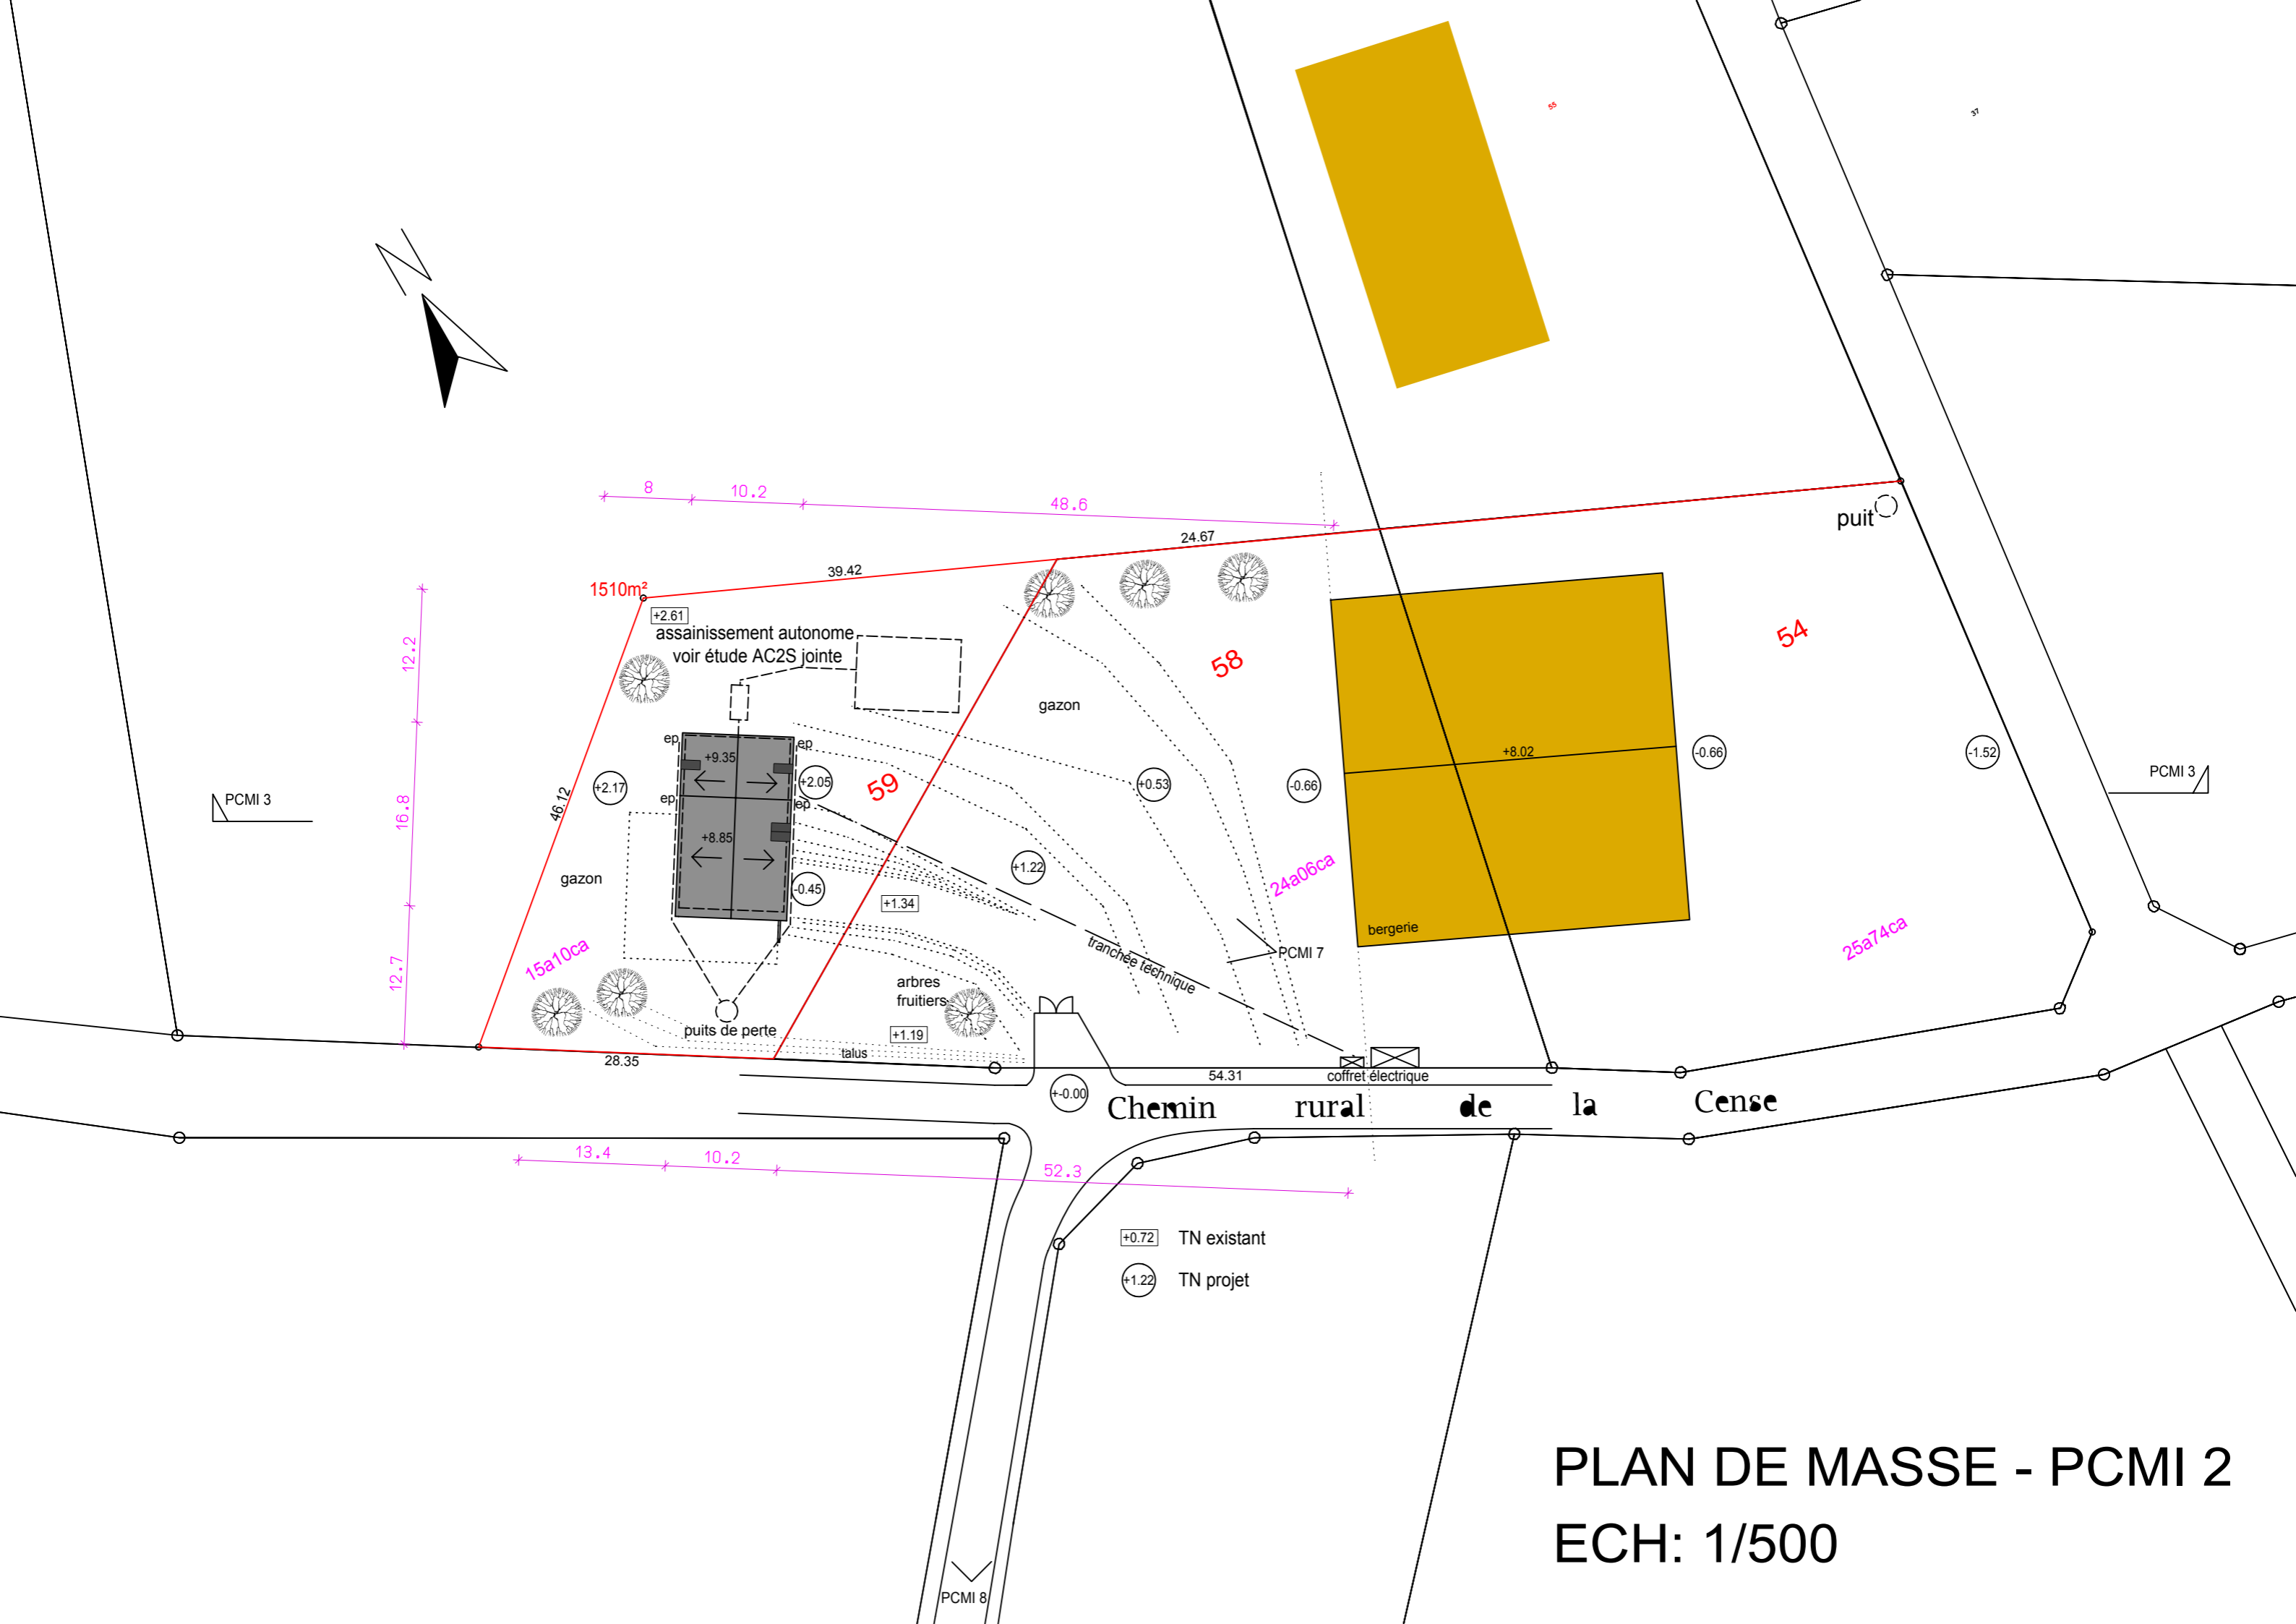 55
37
N
8
10.2
48.6
puit
24.67
39.42
1510m²
+2.61
assainissement autonome
voir étude AC2S jointe
12.2
58
54
gazon
ep
ep
+9.35
+2.05
+2.17
59
+0.53
-0.66
+8.02
-0.66
-1.52
PCMI 3
PCMI 3
46.12
16.8
ep
ep
+8.85
+1.22
gazon
-0.45
+1.34
24a06ca
bergerie
25a74ca
15a10ca
12.7
tranchée technique
PCMI 7
arbres
fruitiers
puits de perte
+1.19
talus
28.35
54.31
coffret électrique
+-0.00
Chemin rural de la Cense
13.4
10.2
52.3
+0.72 TN existant
+1.22 TN projet
PLAN DE MASSE - PCMI 2
ECH: 1/500
PCMI 8